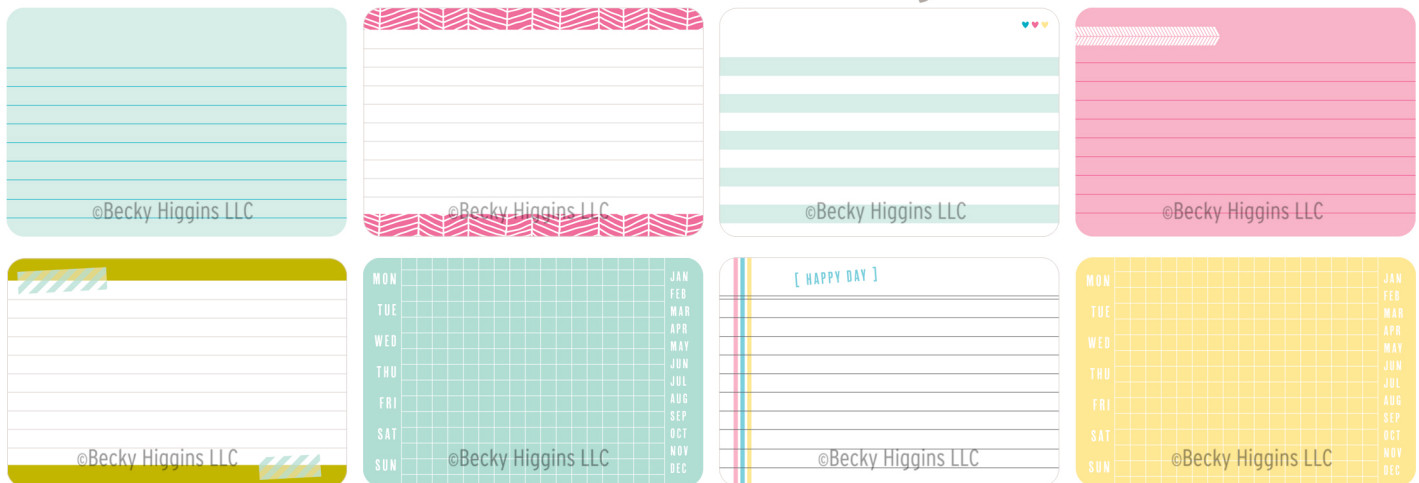 ©Becky Higgins LLC
©Becky Higgins LLC
©Becky Higgins LLC
©Becky Higgins LLC
©Becky Higgins LLC
MON
TUE
WED
THU
FRI
SAT
SUN
JAN
FEB
MAR
APR
MAY
JUN
JUL
AUG
SEP
OCT
NOV
DEC
©Becky Higgins LLC
[ HAPPY DAY ]
©Becky Higgins LLC
MON
TUE
WED
THU
FRI
SAT
SUN
JAN
FEB
MAR
APR
MAY
JUN
JUL
AUG
SEP
OCT
NOV
DEC
©Becky Higgins LLC